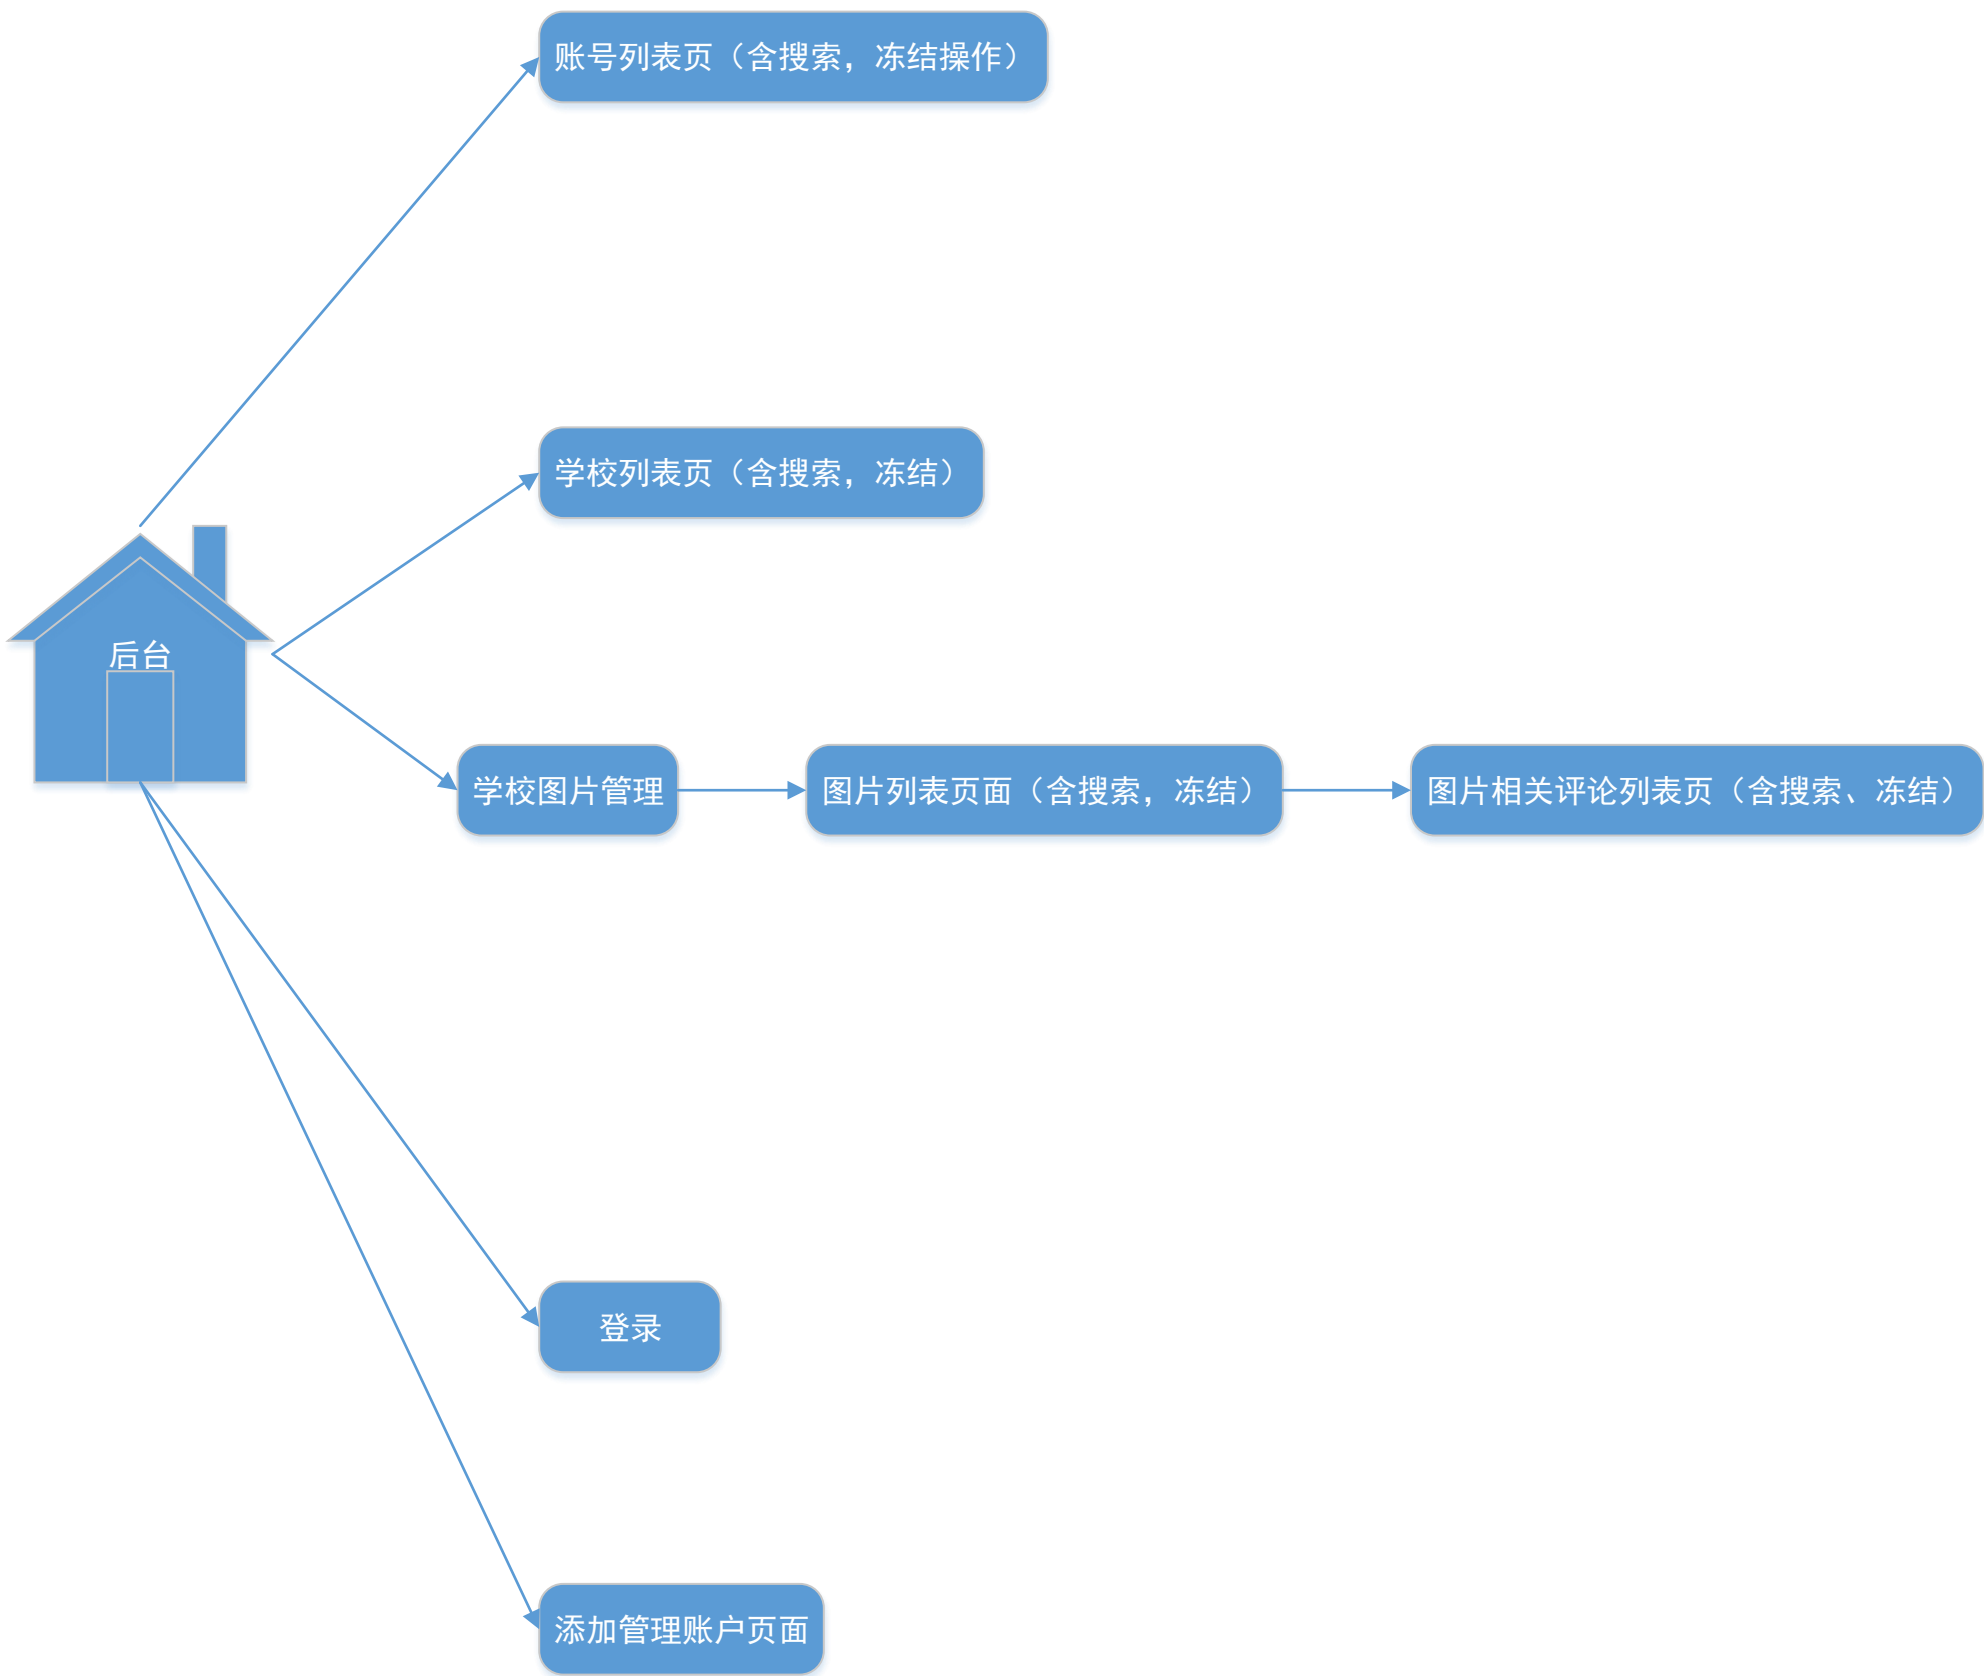 账号列表页（含搜索，冻结操作）
学校列表页（含搜索，冻结）
后台
学校图片管理
图片列表页面（含搜索，冻结）
图片相关评论列表页（含搜索、冻结）
登录
添加管理账户页面